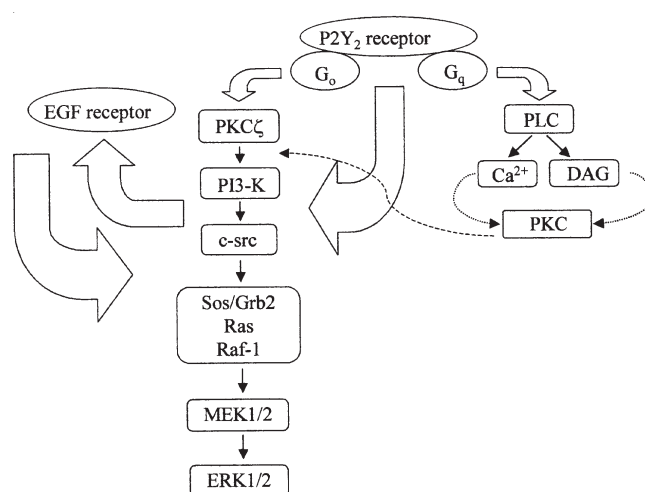 P2Y₂ receptor
Gₒ
G_q
EGF receptor
PKCζ
PLC
PI3-K
Ca²⁺
DAG
c-src
PKC
Sos/Grb2
Ras
Raf-1
MEK1/2
ERK1/2